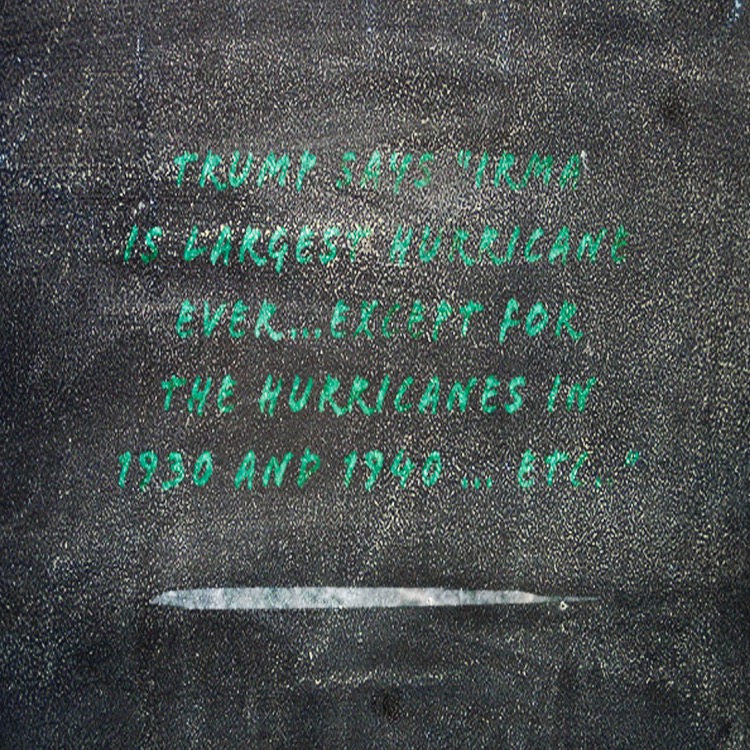 TRUMP SAYS "IRMA
IS LARGEST HURRICANE
EVER...EXCEPT FOR
THE HURRICANES IN
1930 AND 1940 ... ETC.."